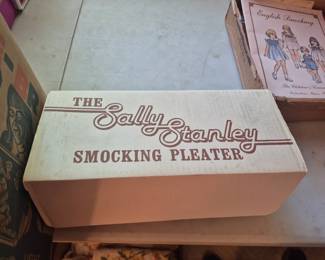 THE
Sally Stanley
SMOCKING PLEATER
English Smocking